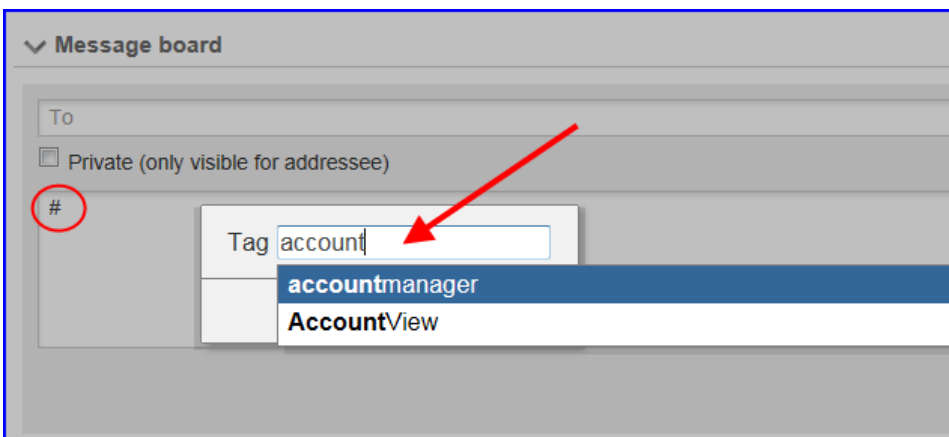 Message board
To
Private (only visible for addressee)
#
Tag account
accountmanager
AccountView